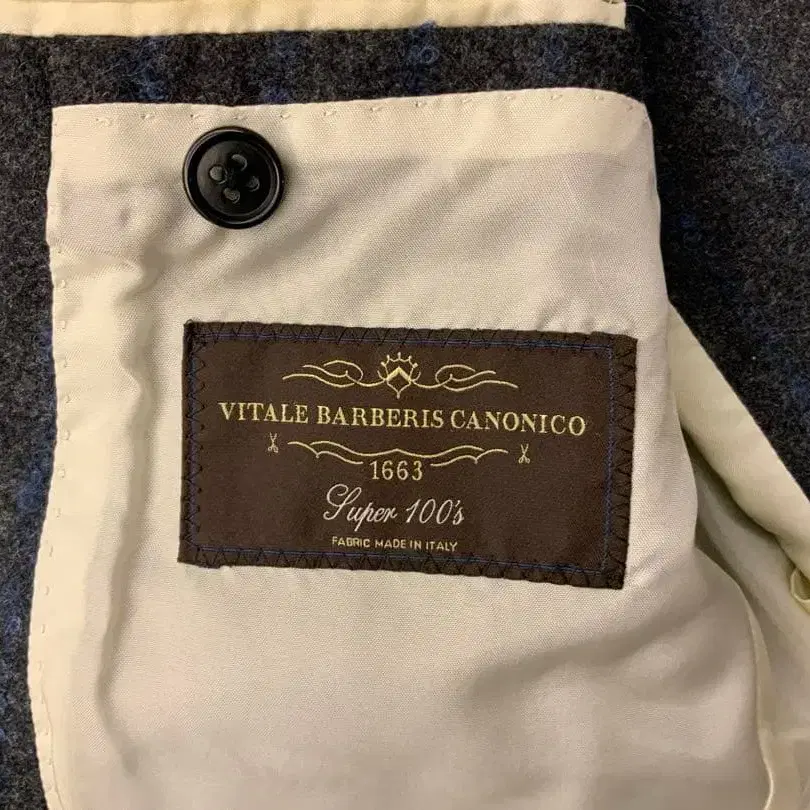 VITALE BARBERIS CANONICO
1663
Super 100's
FABRIC MADE IN ITALY